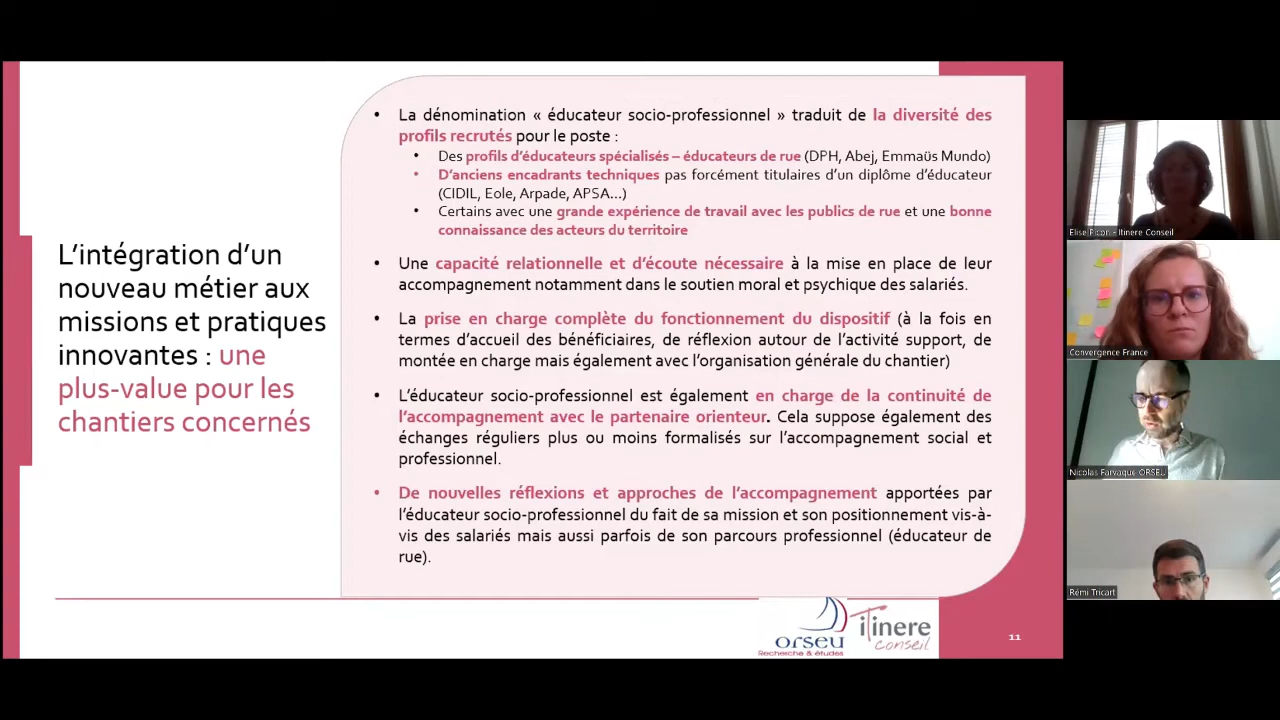 L'intégration d'un
nouveau métier aux
missions et pratiques
innovantes : une
plus-value pour les
chantiers concernés
• La dénomination « éducateur socio-professionnel » traduit de la diversité des
profils recrutés pour le poste :
• Des profils d'éducateurs spécialisés – éducateurs de rue (DPH, Abej, Emmaüs Mundo)
• D'anciens encadrants techniques pas forcément titulaires d'un diplôme d'éducateur
(CIDIL, Eole, Arpade, APSA...)
• Certains avec une grande expérience de travail avec les publics de rue et une bonne
connaissance des acteurs du territoire
• Une capacité relationnelle et d'écoute nécessaire à la mise en place de leur
accompagnement notamment dans le soutien moral et psychique des salariés.
• La prise en charge complète du fonctionnement du dispositif (à la fois en
termes d'accueil des bénéficiaires, de réflexion autour de l'activité support, de
montée en charge mais également avec l'organisation générale du chantier)
• L'éducateur socio-professionnel est également en charge de la continuité de
l'accompagnement avec le partenaire orienteur. Cela suppose également des
échanges réguliers plus ou moins formalisés sur l'accompagnement social et
professionnel.
• De nouvelles réflexions et approches de l'accompagnement apportées par
l'éducateur socio-professionnel du fait de sa mission et son positionnement vis-à-
vis des salariés mais aussi parfois de son parcours professionnel (éducateur de
rue).
orseu
Recherche & études
iTinere
conseil
11
Elise Picon - Itinere Conseil
Convergence France
Nicolas Farvaque ORSEU
Rémi Tricart